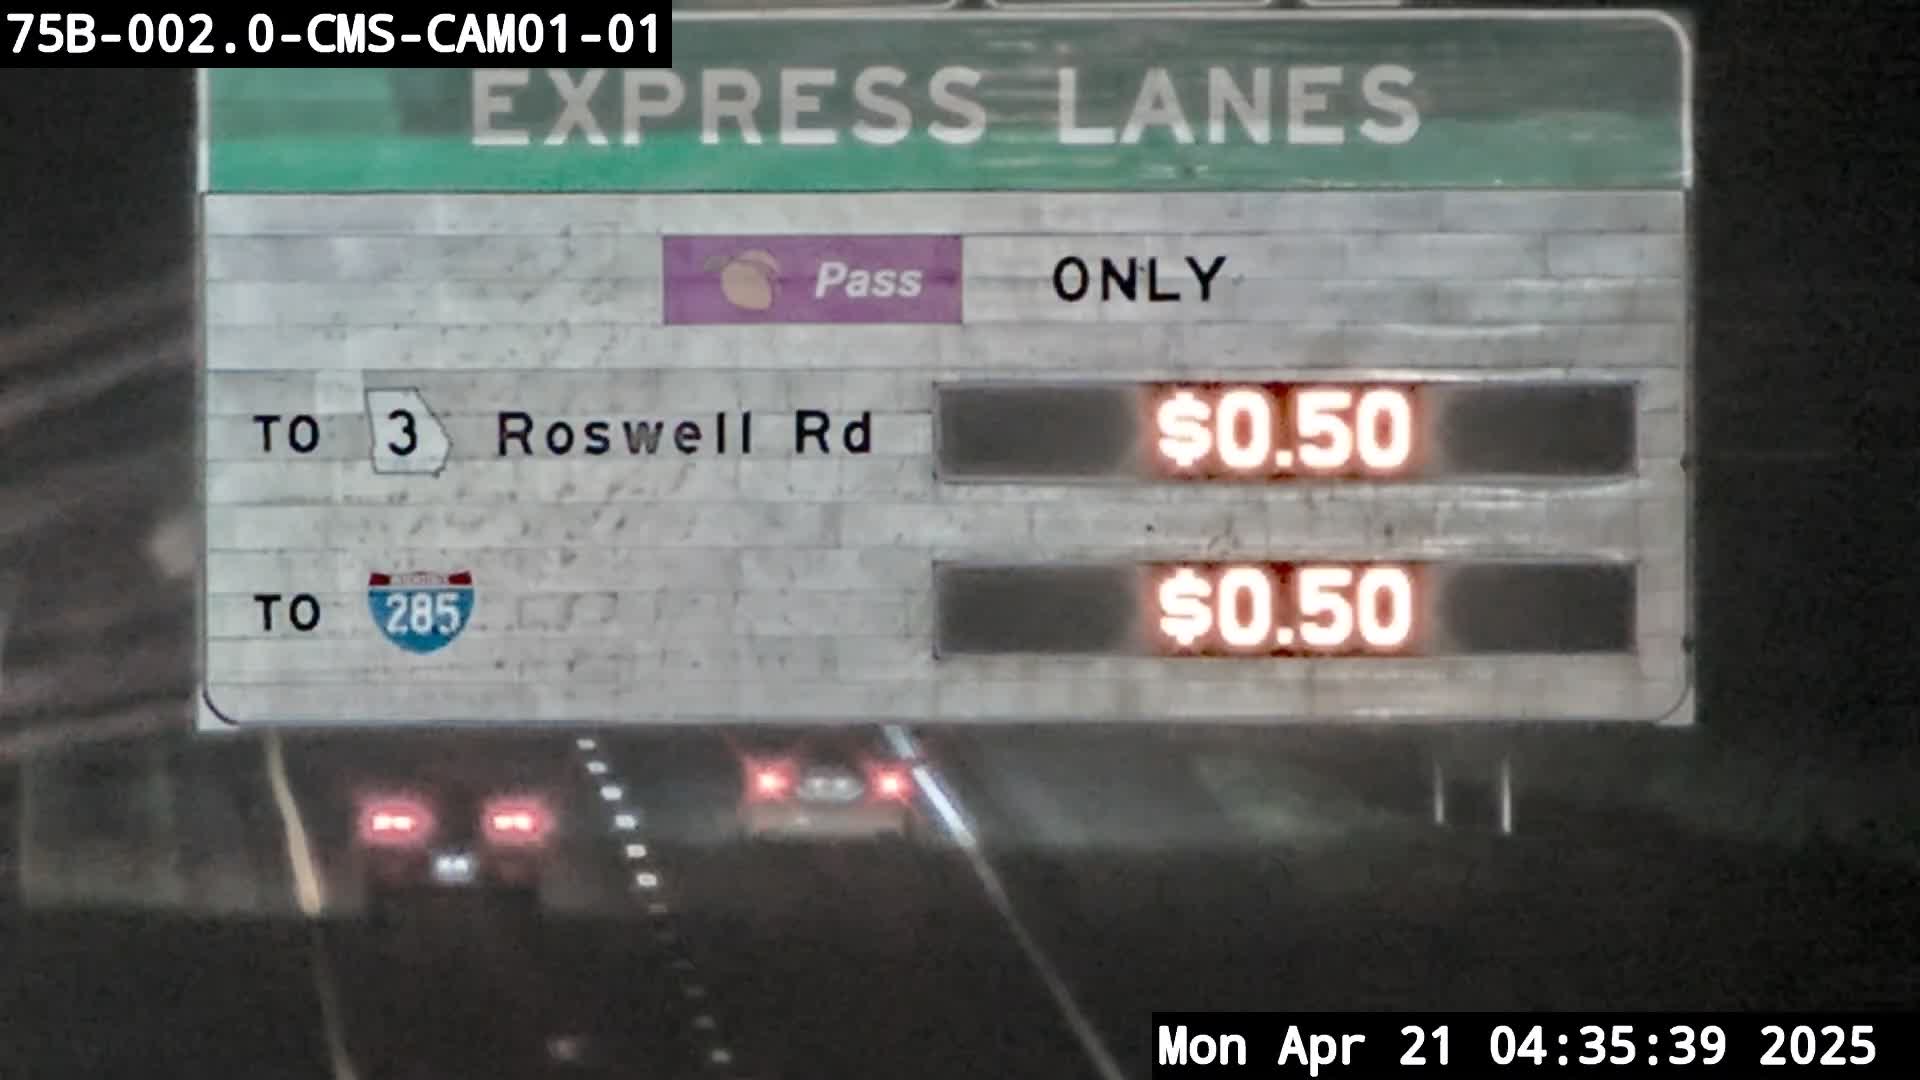 75B-002.0-CMS-CAM01-01
EXPRESS LANES
Pass ONLY
TO 3 Roswell Rd $0.50
TO 285 $0.50
Mon Apr 21 04:35:39 2025